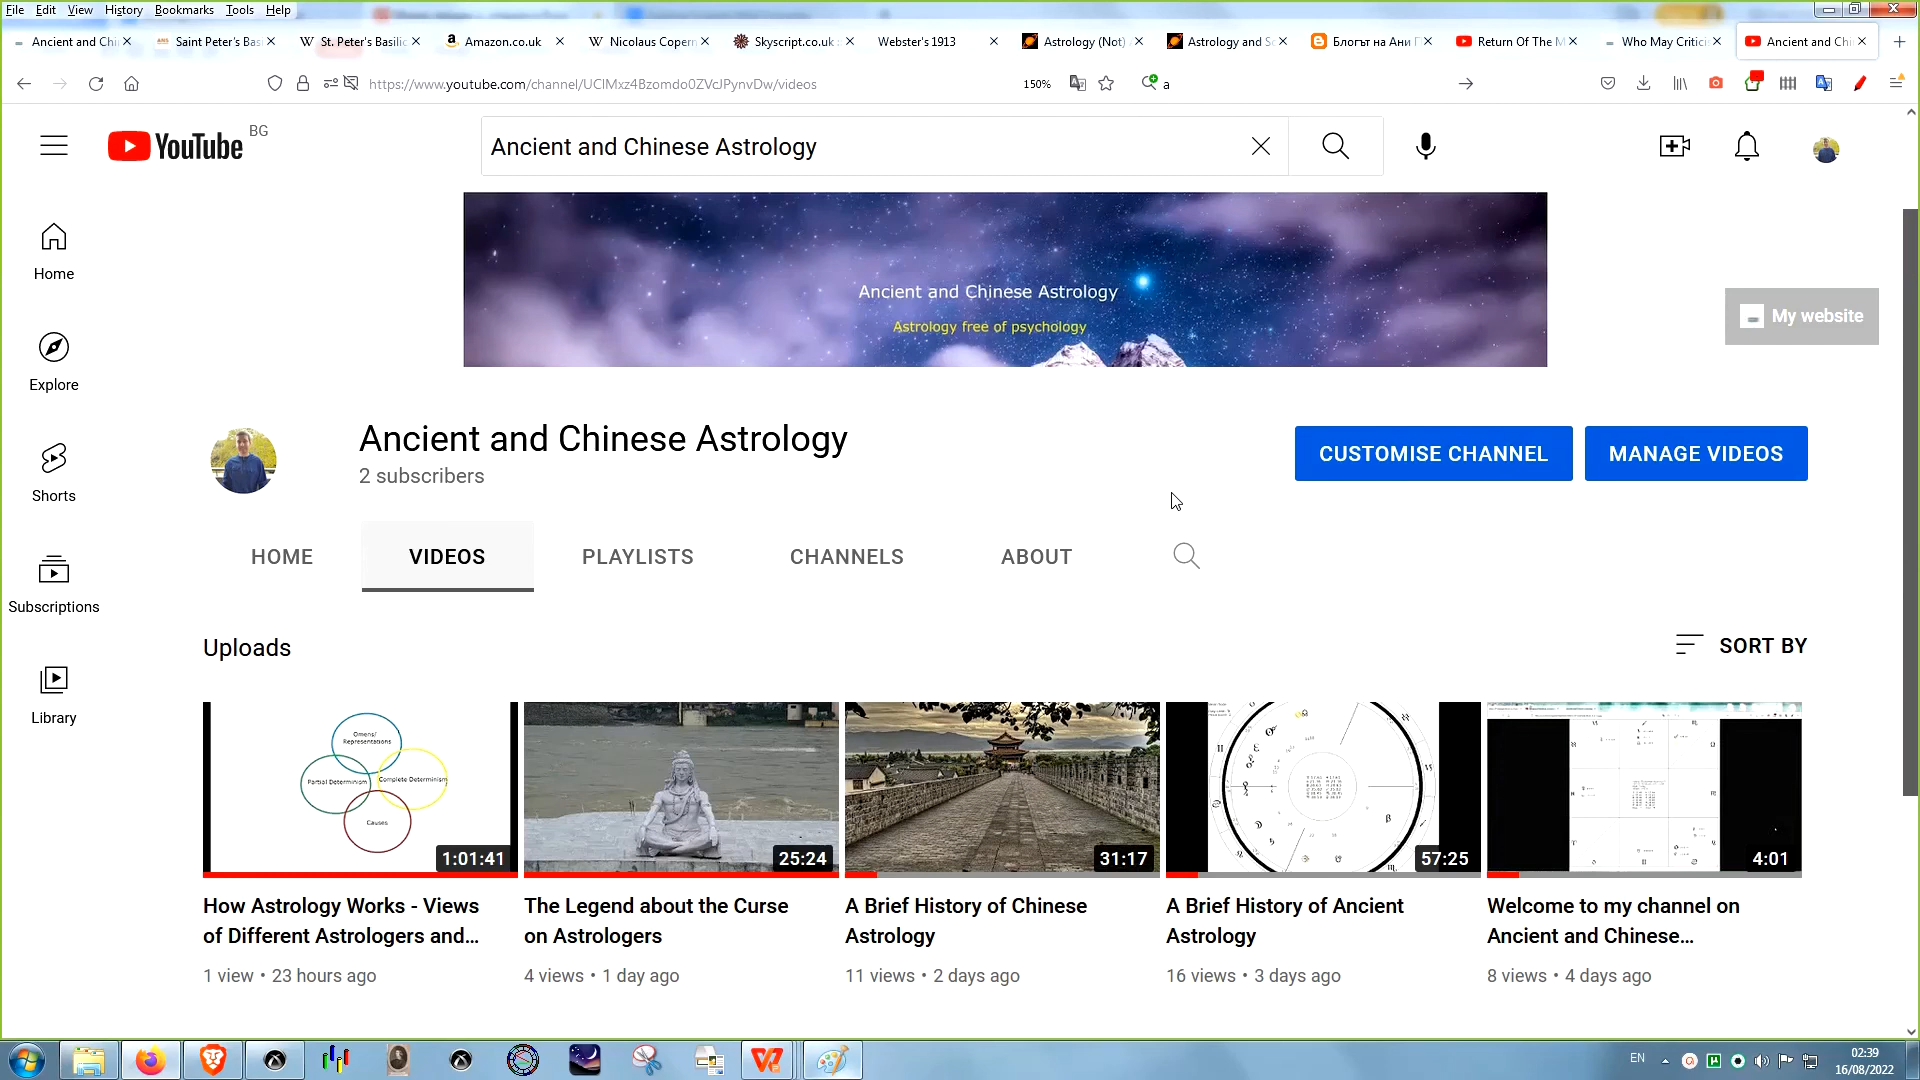 File Edit View History Bookmarks Tools Help
Ancient and Chi
Saint Peter's Bas
St. Peter's Basilic
Amazon.co.uk
Nicolaus Copern
Skyscript.co.uk
Webster's 1913
Astrology (Not)
Astrology and S
Блогът на Ани
Return Of The M
Who May Critici
Ancient and Chi
https://www.youtube.com/channel/UClMxz4Bzomdo0ZVcJPynvDw/videos
150%
a
YouTube BG
Ancient and Chinese Astrology
Home
Explore
Shorts
Subscriptions
Library
Ancient and Chinese Astrology
Astrology free of psychology
My website
Ancient and Chinese Astrology
2 subscribers
CUSTOMISE CHANNEL
MANAGE VIDEOS
HOME VIDEOS PLAYLISTS CHANNELS ABOUT
Uploads
SORT BY
Omens/
Representations
Partial Determinism
Complete Determinism
Causes
1:01:41
25:24
31:17
57:25
4:01
How Astrology Works - Views
of Different Astrologers and...
1 view • 23 hours ago
The Legend about the Curse
on Astrologers
4 views • 1 day ago
A Brief History of Chinese
Astrology
11 views • 2 days ago
A Brief History of Ancient
Astrology
16 views • 3 days ago
Welcome to my channel on
Ancient and Chinese...
8 views • 4 days ago
EN
02:39
16/08/2022